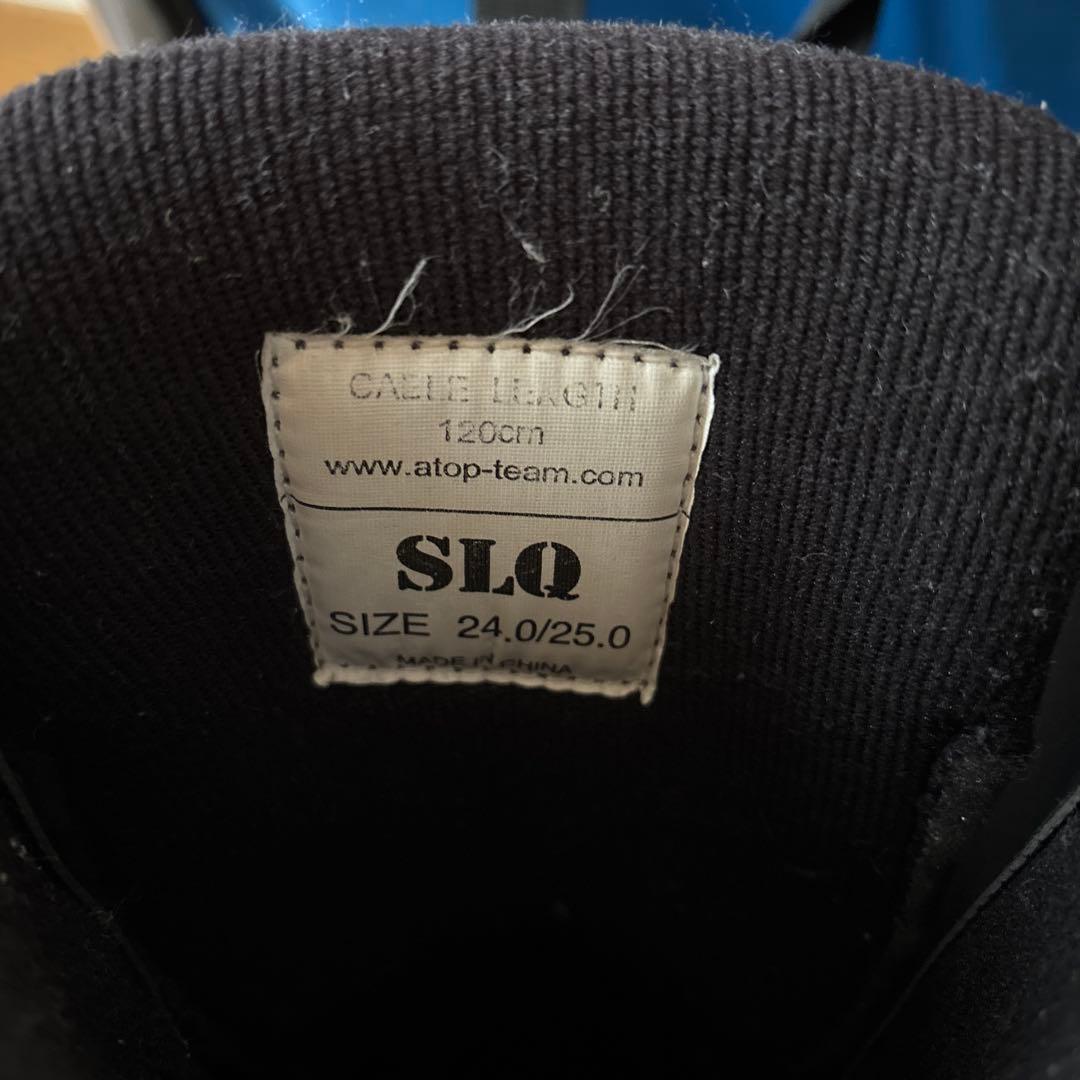 CABLE LENGTH
120cm
www.atop-team.com
SLQ
SIZE 24.0/25.0
MADE IN CHINA